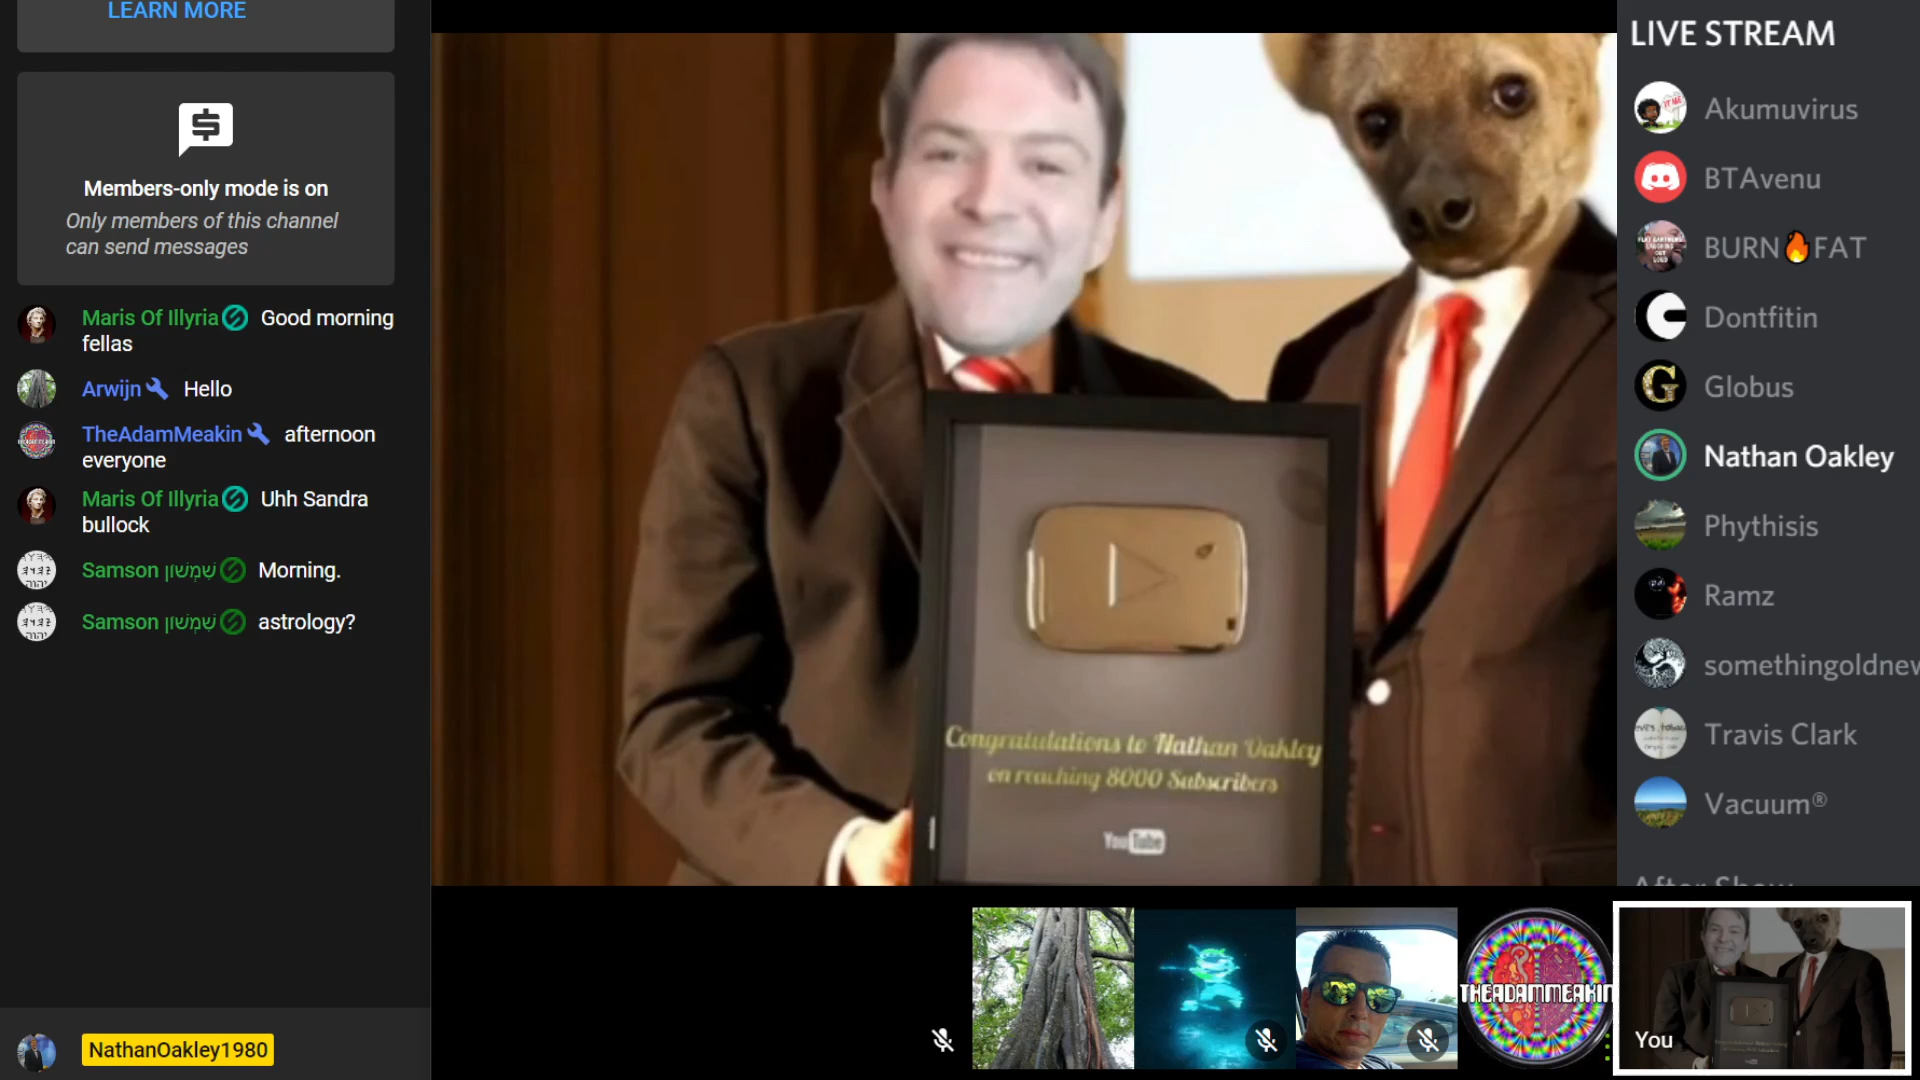 LEARN MORE
Members-only mode is on
Only members of this channel
can send messages
Maris Of Illyria Good morning
fellas
Arwijn Hello
TheAdamMeakin afternoon
everyone
Maris Of Illyria Uhh Sandra
bullock
Samson שִׁמְשׁוֹן Morning.
Samson שִׁמְשׁוֹן astrology?
NathanOakley1980
Congratulations to Nathan Oakley
on reaching 8000 Subscribers
YouTube
THEADAMMEAKIN
You
LIVE STREAM
Akumuvirus
BTAvenu
BURN🔥FAT
Dontfitin
Globus
Nathan Oakley
Phythisis
Ramz
somethingoldnew
Travis Clark
Vacuum®
After Show